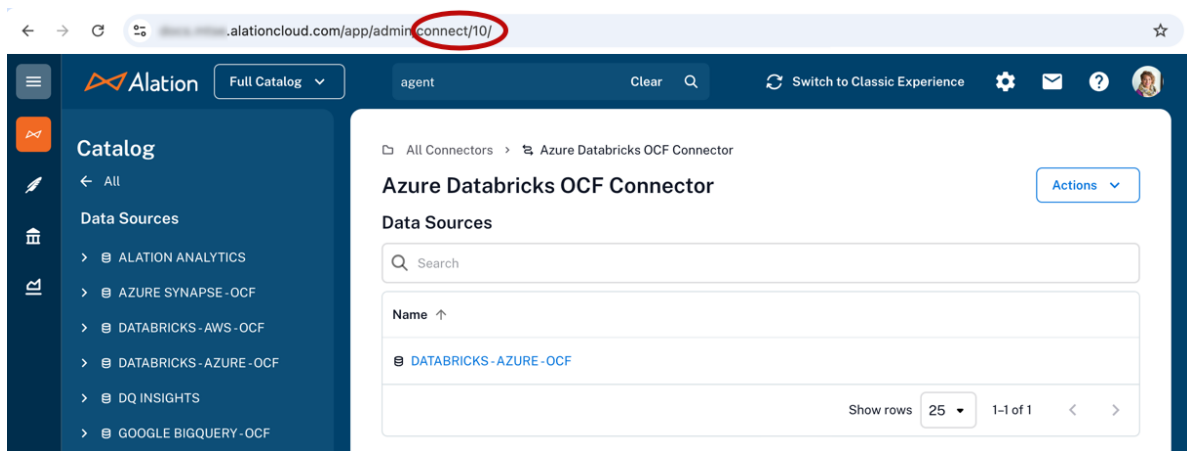 .alationcloud.com/app/admin/connect/10/
Alation Full Catalog agent Clear Switch to Classic Experience
Catalog
All
Data Sources
ALATION ANALYTICS
AZURE SYNAPSE-OCF
DATABRICKS-AWS-OCF
DATABRICKS-AZURE-OCF
DQ INSIGHTS
GOOGLE BIGQUERY-OCF
All Connectors > Azure Databricks OCF Connector
Azure Databricks OCF Connector
Actions
Data Sources
Search
Name
DATABRICKS-AZURE-OCF
Show rows 25 1-1 of 1